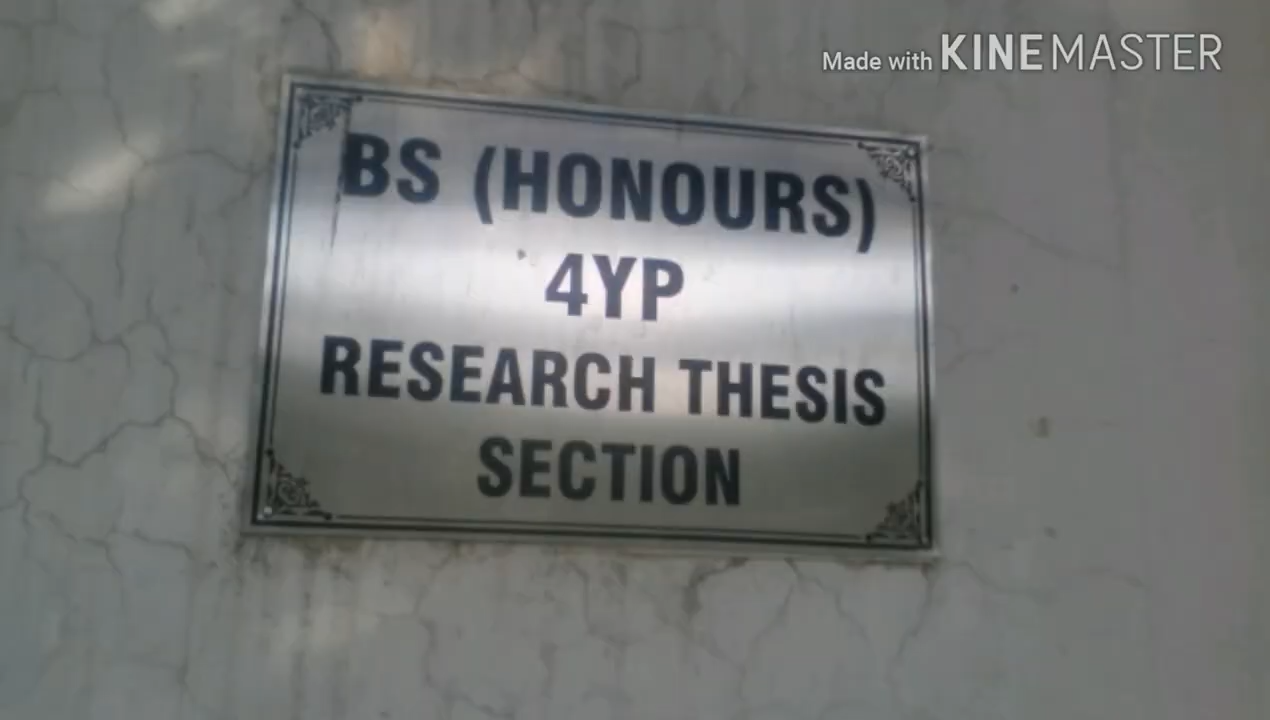 Made with KINEMASTER
BS (HONOURS)
4YP
RESEARCH THESIS
SECTION